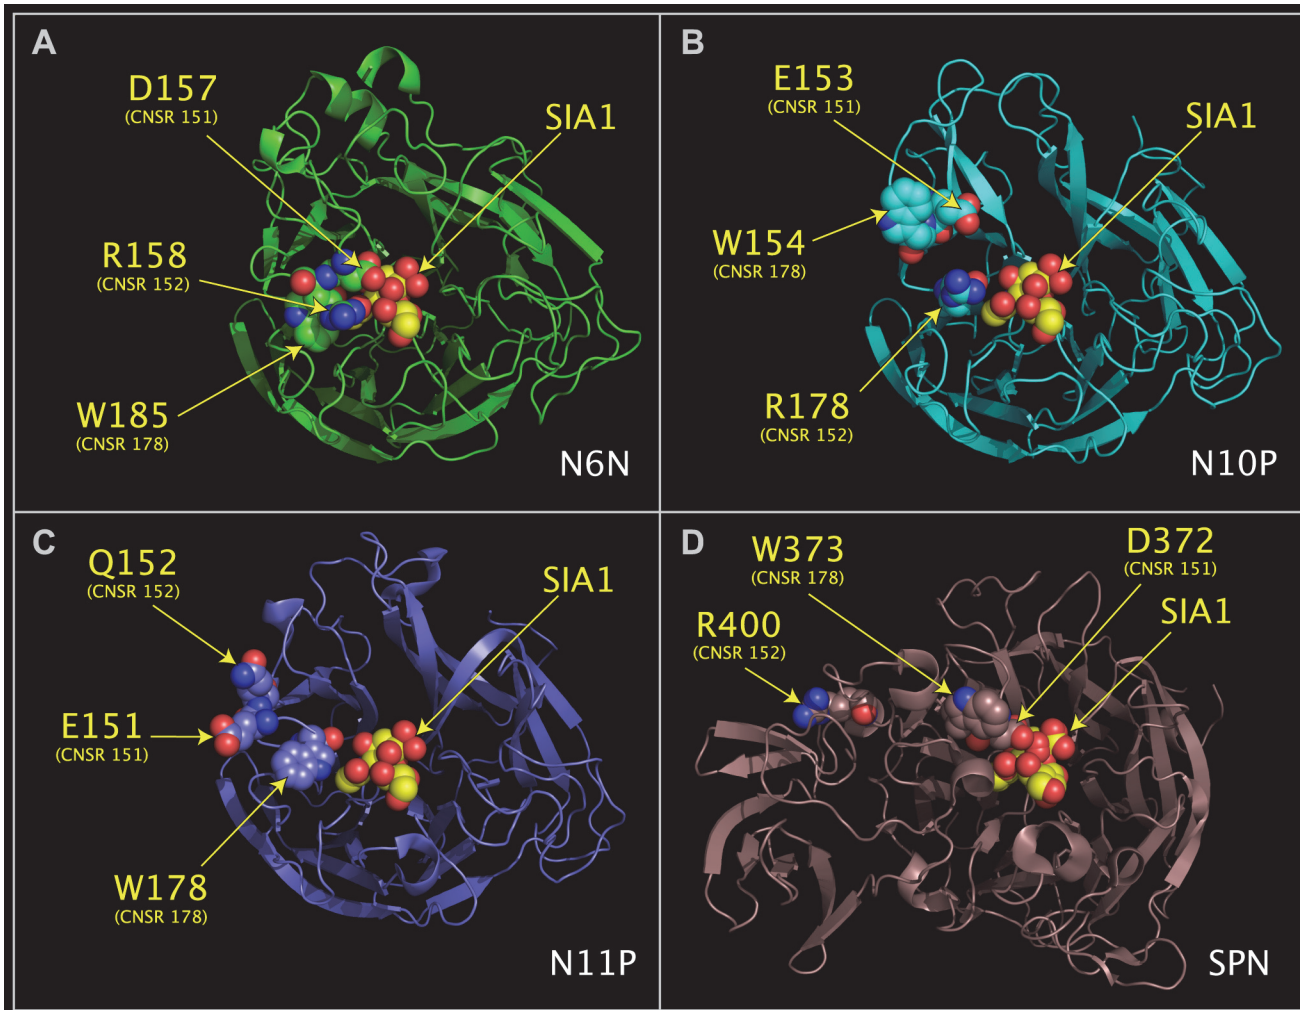 A
D157
(CNSR 151)
SIA1
R158
(CNSR 152)
W185
(CNSR 178)
N6N
B
E153
(CNSR 151)
SIA1
W154
(CNSR 178)
R178
(CNSR 152)
N10P
C
Q152
(CNSR 152)
SIA1
E151
(CNSR 151)
W178
(CNSR 178)
N11P
D
W373
(CNSR 178)
D372
(CNSR 151)
R400
(CNSR 152)
SIA1
SPN